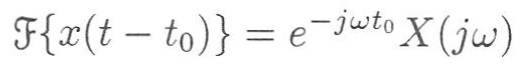 ℱ{x(t − t₀)} = e^{−jωt₀} X(jω)